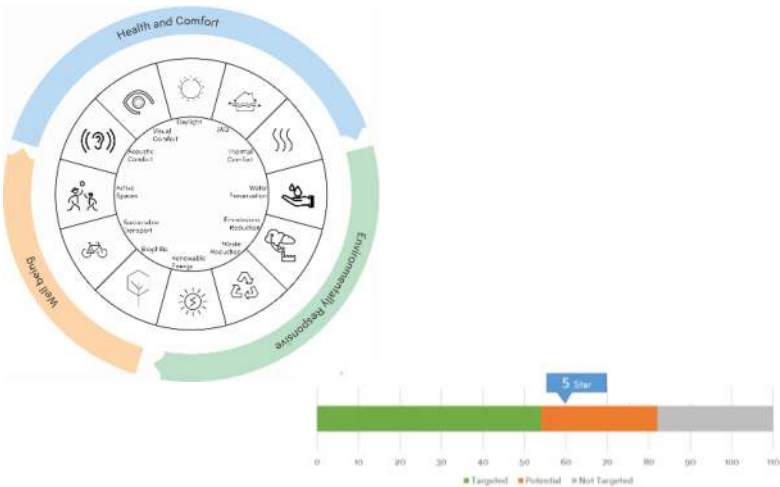 Health and Comfort
Daylight
IAQ
Thermal
Comfort
Water
Preservation
Emissions
Reduction
Waste
Reduction
Renewable
Energy
Biophilia
Sustainable
Transport
Active
Spaces
Acoustic
Comfort
Visual
Comfort
Environmentally Responsive
Well being
5 Star
0 10 20 30 40 50 60 70 80 90 100 110
Targeted Potential Not Targeted